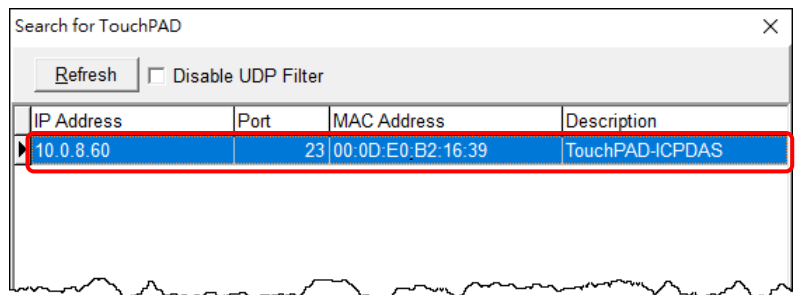 Search for TouchPAD
Refresh Disable UDP Filter
IP Address Port MAC Address Description
10.0.8.60 23 00:0D:E0:B2:16:39 TouchPAD-ICPDAS